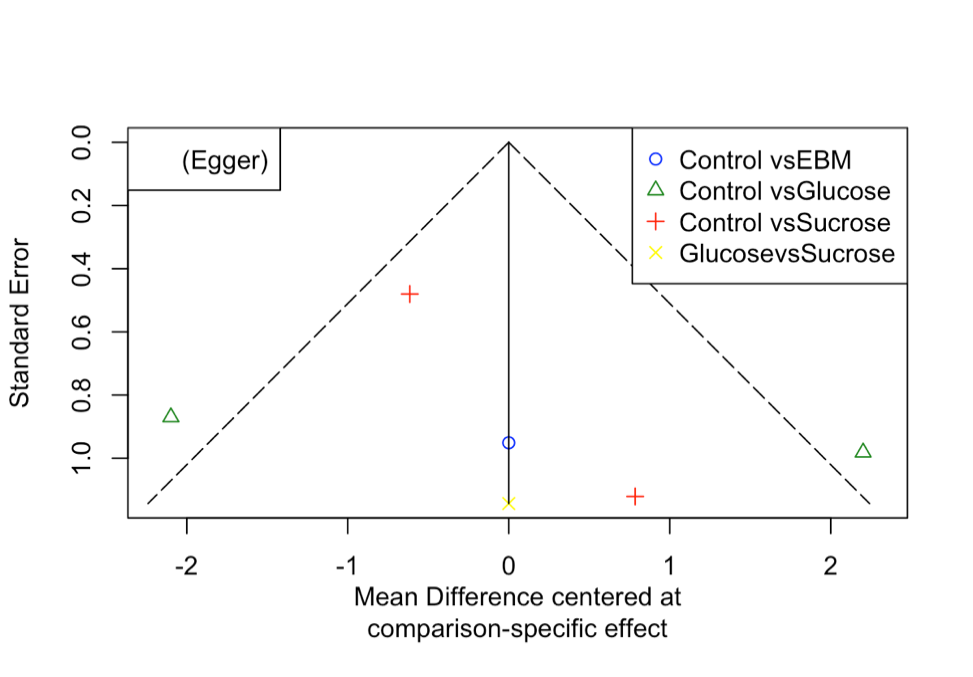 (Egger)
Control vsEBM
Control vsGlucose
Control vsSucrose
GlucosevsSucrose
Standard Error
0.0
0.2
0.4
0.6
0.8
1.0
-2
-1
0
1
2
Mean Difference centered at
comparison-specific effect